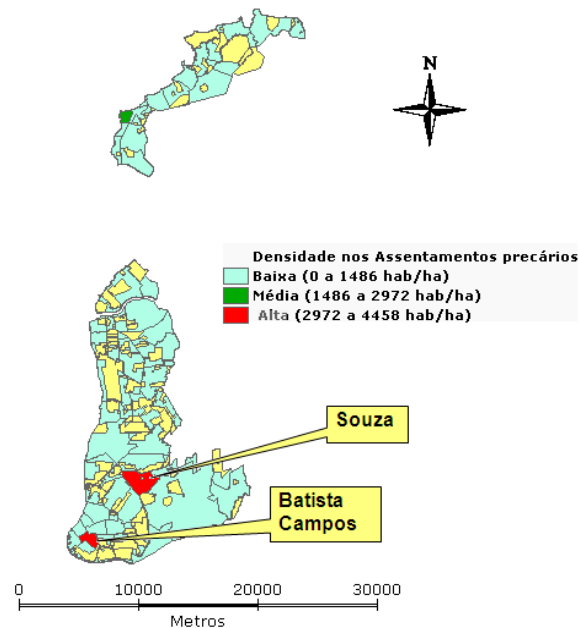 N
Densidade nos Assentamentos precários
Baixa (0 a 1486 hab/ha)
Média (1486 a 2972 hab/ha)
Alta (2972 a 4458 hab/ha)
Souza
Batista
Campos
0 10000 20000 30000
Metros